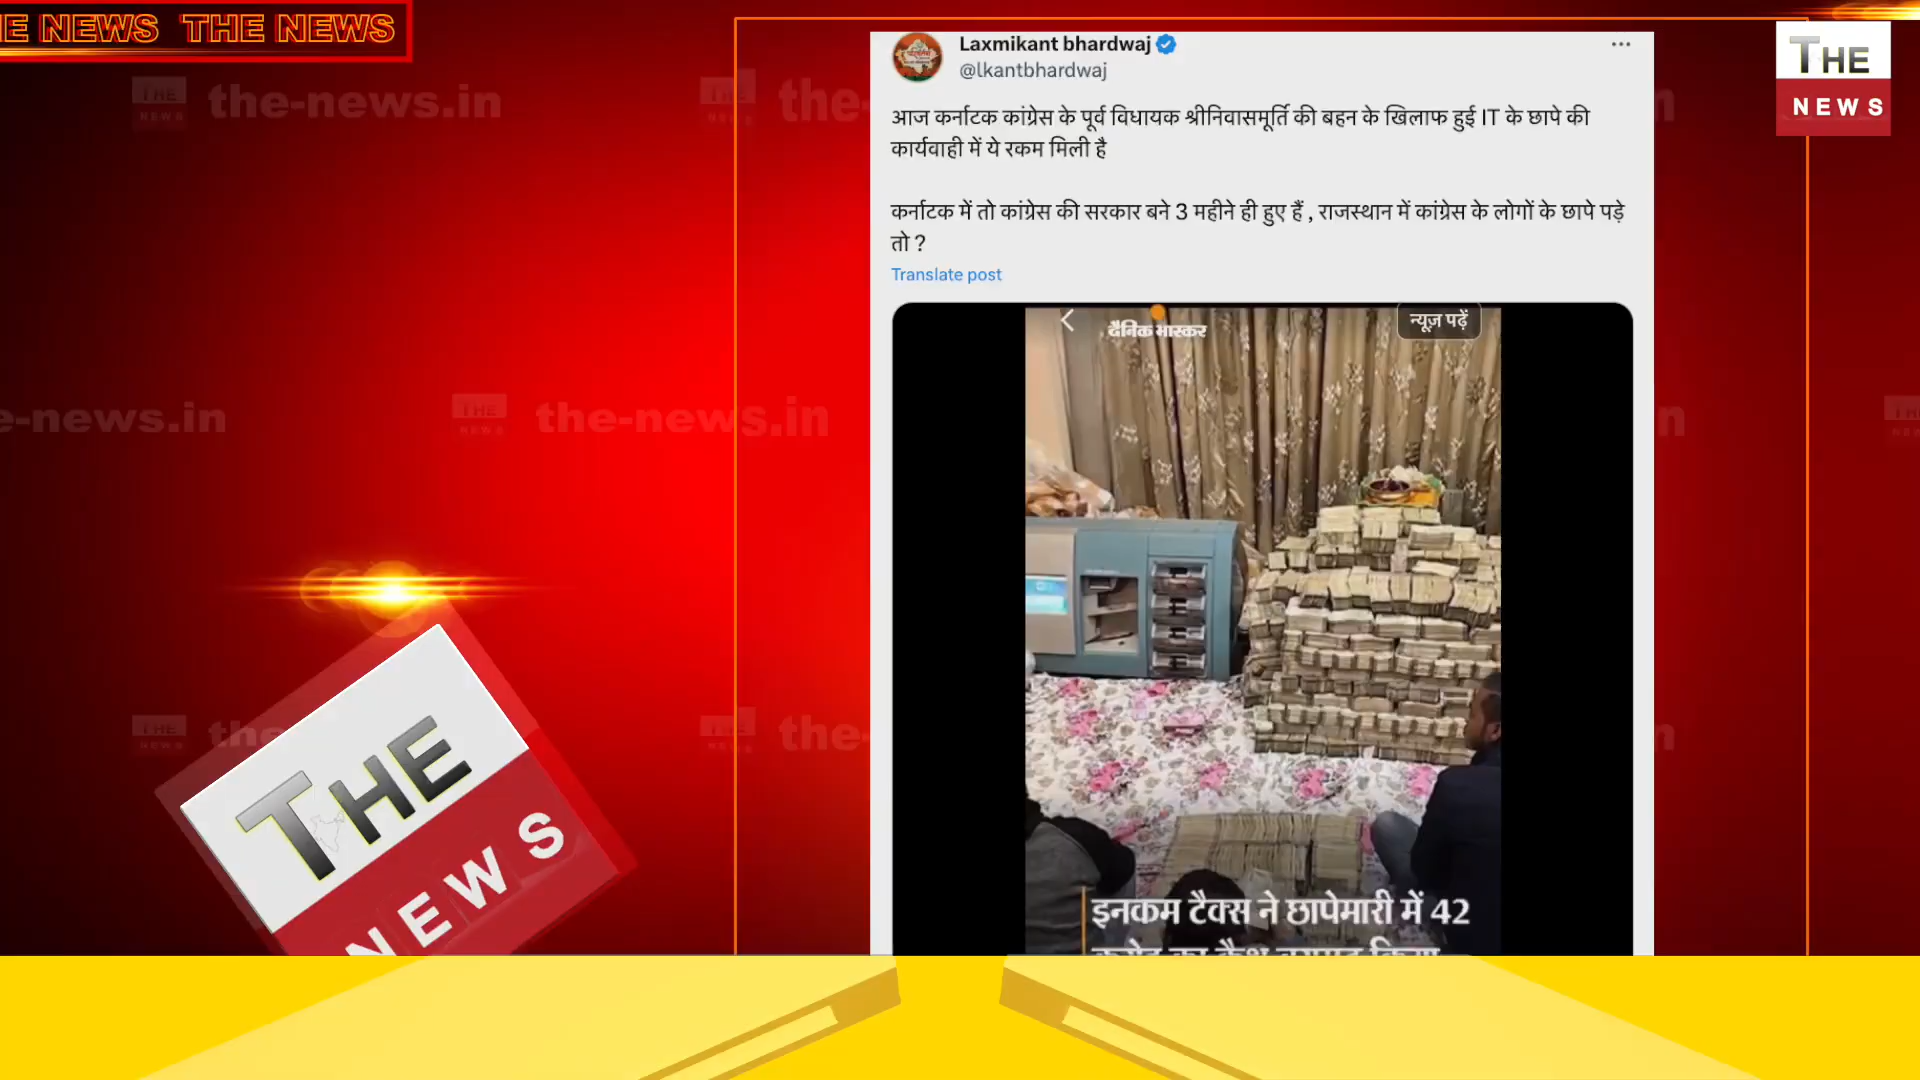 THE NEWS THE NEWS
THE
NEWS
Laxmikant bhardwaj
@lkantbhardwaj
आज कर्नाटक कांग्रेस के पूर्व विधायक श्रीनिवासमूर्ति की बहन के खिलाफ हुई IT के छापे की
कार्यवाही में ये रकम मिली है
कर्नाटक में तो कांग्रेस की सरकार बने 3 महीने ही हुए हैं , राजस्थान में कांग्रेस के लोगों के छापे पड़े
तो ?
Translate post
दैनिक भास्कर
न्यूज़ पढ़ें
इनकम टैक्स ने छापेमारी में 42
THE
NEWS
the-news.in
the-news.in